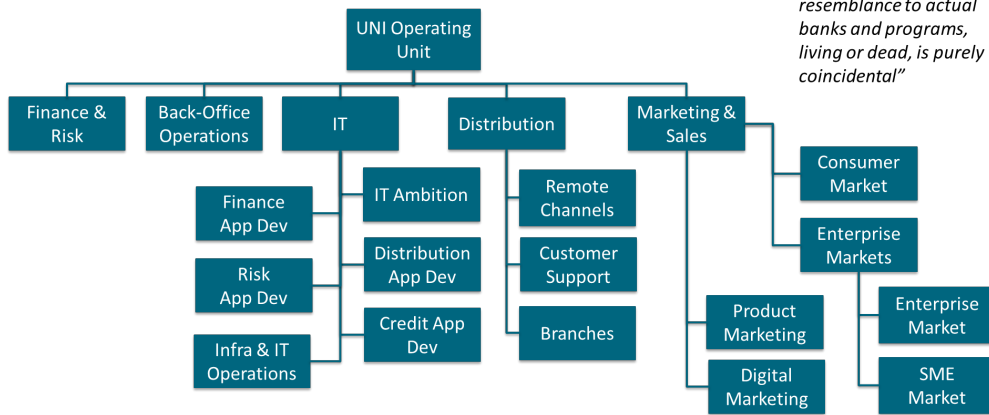 resemblance to actual
banks and programs,
living or dead, is purely
coincidental”
UNI Operating
Unit
Finance &
Risk
Back-Office
Operations
IT
Distribution
Marketing &
Sales
Consumer
Market
Finance
App Dev
IT Ambition
Remote
Channels
Enterprise
Markets
Risk
App Dev
Distribution
App Dev
Customer
Support
Infra & IT
Operations
Credit App
Dev
Branches
Product
Marketing
Enterprise
Market
Digital
Marketing
SME
Market